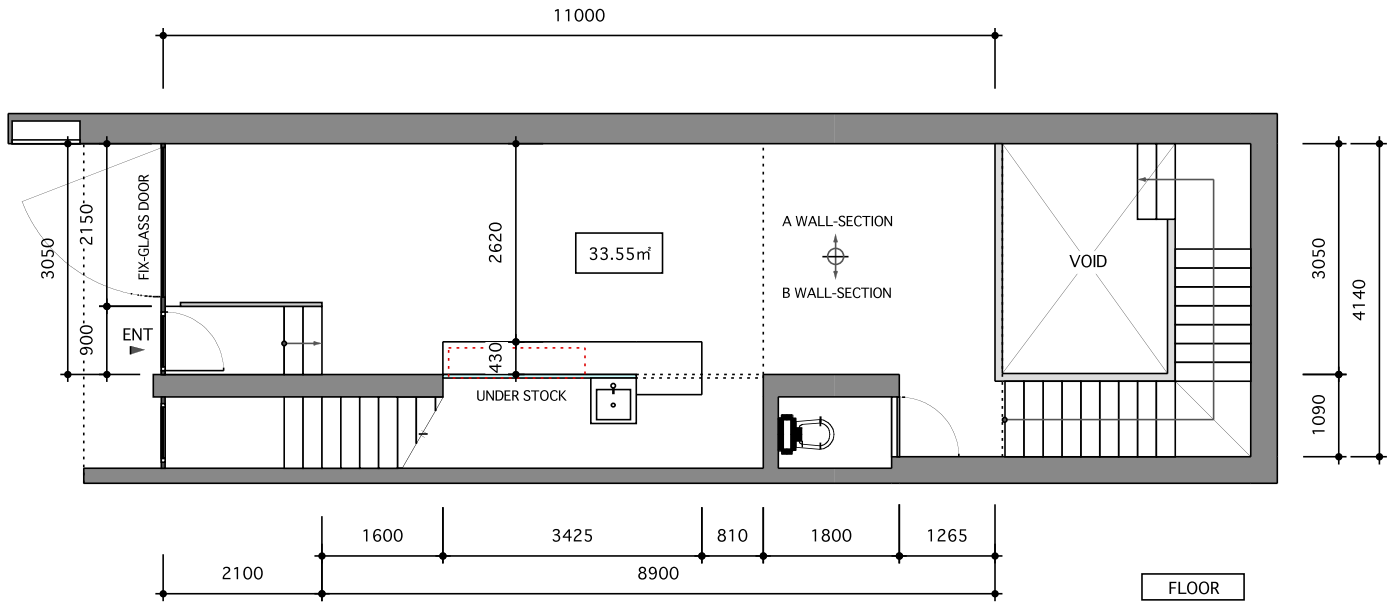 11000
3050
2150
900
FIX-GLASS DOOR
ENT
2620
430
33.55㎡
A WALL-SECTION
B WALL-SECTION
VOID
3050
4140
1090
UNDER STOCK
1600
3425
810
1800
1265
2100
8900
FLOOR